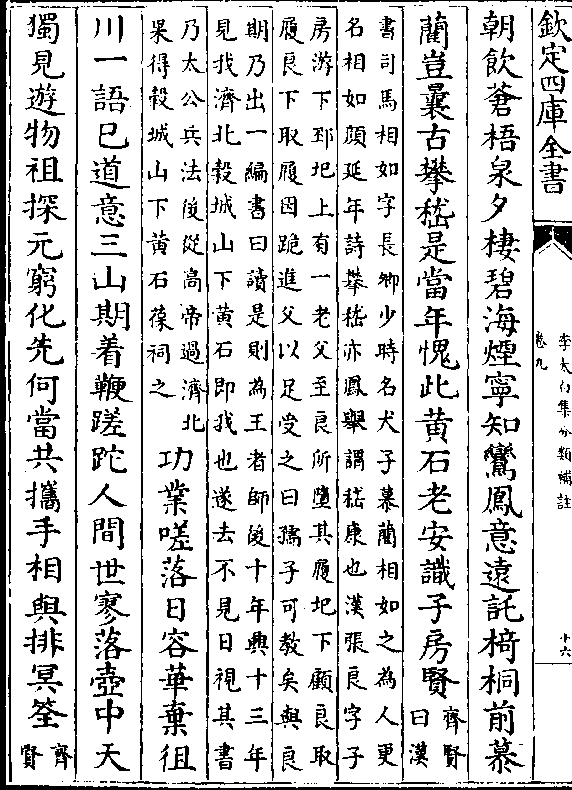 欽定四庫全書
李太白集分類補註
卷九
十六
朝飲蒼梧泉夕棲碧海煙寧知鸞鳳意遠託椅桐前慕
藺豈曩古攀嵇是當年愧此黄石老安識子房賢齊賢
曰漢
書司馬相如字長卿少時名犬子慕藺相如之為人更
名相如顔延年詩攀嵇亦鳳舉謂嵇康也漢張良字子
房游下邳圯上有一老父至良所墮其履圯下顧良取
履良下取履因跪進父以足受之曰孺子可教矣與良
期乃出一編書曰讀是則為王者師後十年興十三年
見我濟北穀城山下黄石即我也遂去不見旦視其書
乃太公兵法後從高帝過濟北
果得穀城山下黄石葆祠之
功業嗟落日容華棄徂
川一語已道意三山期着鞭蹉跎人間世寥落壺中天
獨見遊物祖探元窮化先何當共攜手相與排冥筌齊
賢